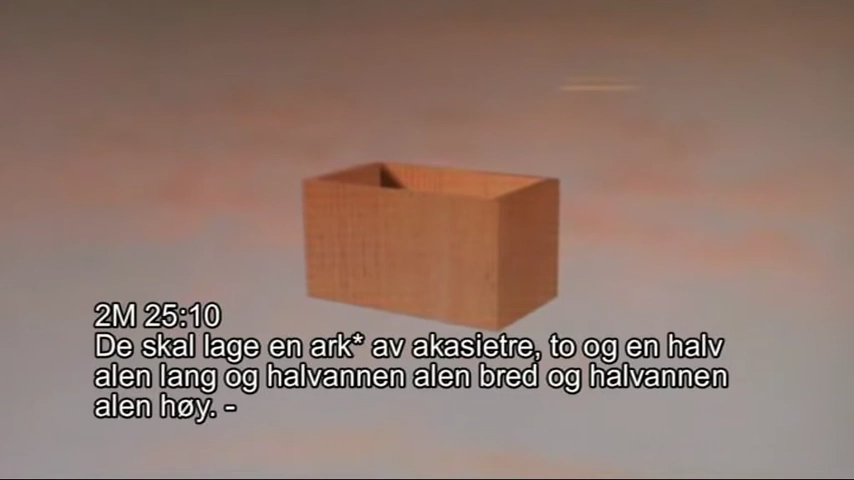 2M 25:10
De skal lage en ark* av akasietre, to og en halv
alen lang og halvannen alen bred og halvannen
alen høy. -